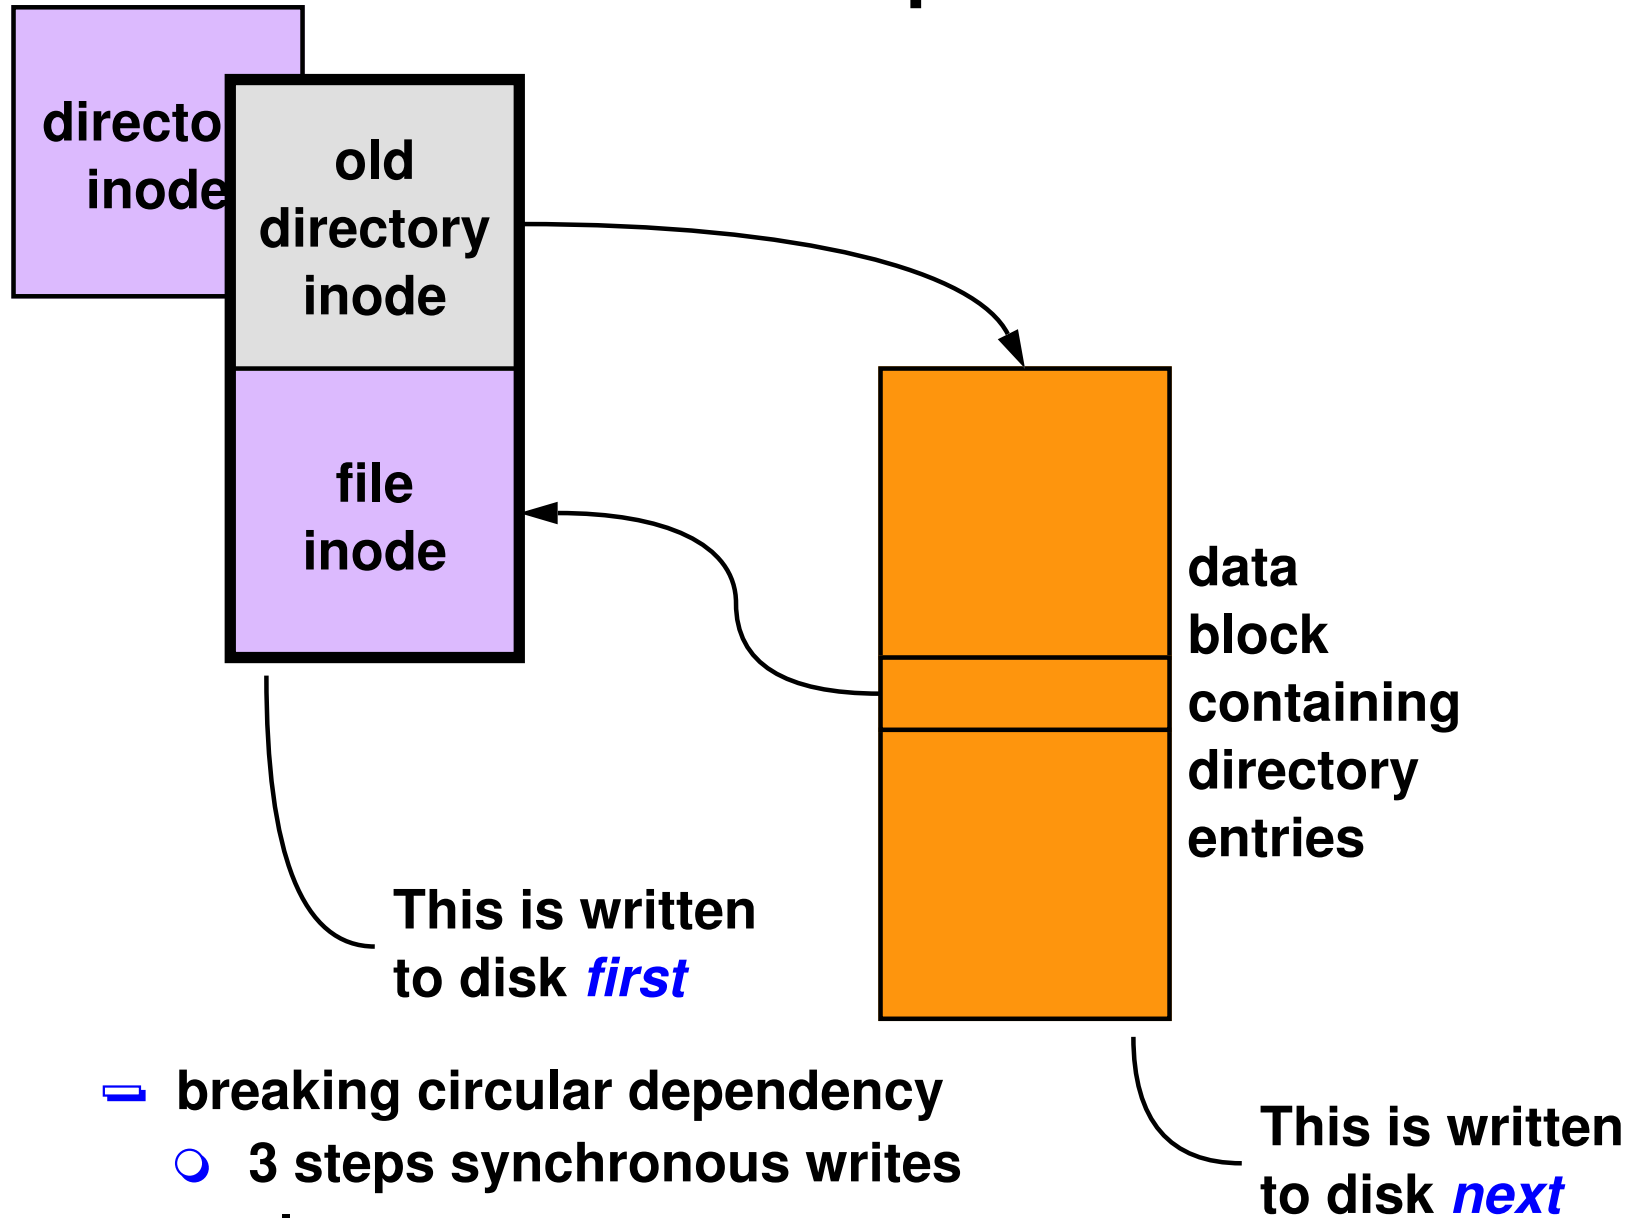 directo
inode
old
directory
inode
file
inode
data
block
containing
directory
entries
This is written
to disk first
breaking circular dependency
3 steps synchronous writes
This is written
to disk next